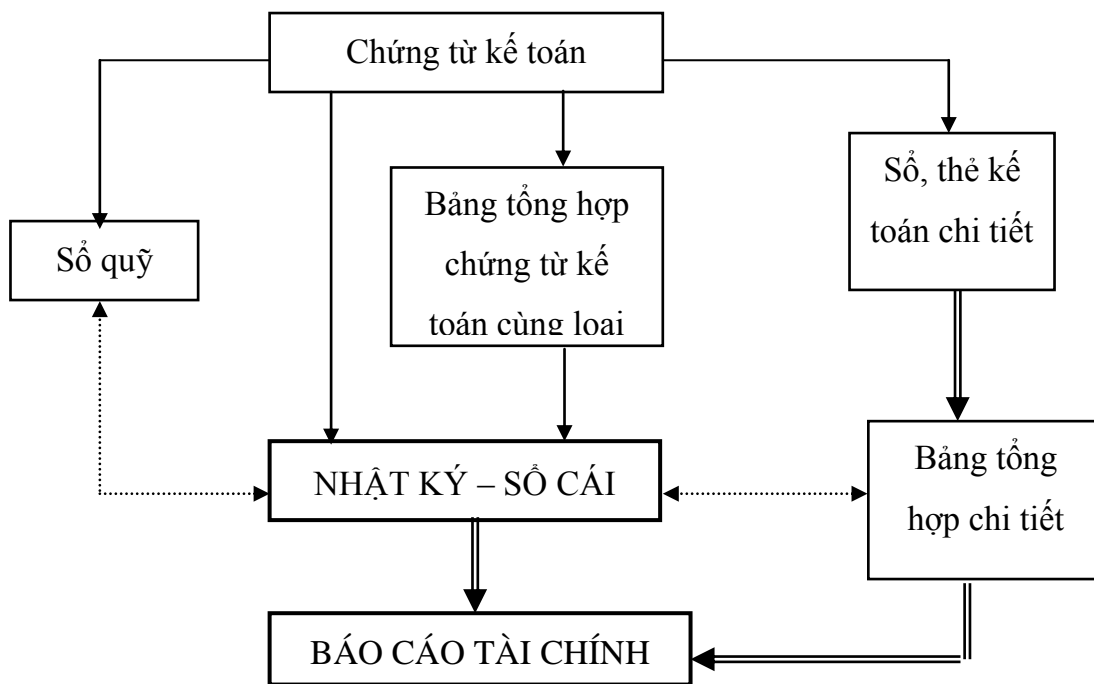 Chứng từ kế toán
Sổ, thẻ kế
toán chi tiết
Bảng tổng hợp
chứng từ kế
toán cùng loại
Sổ quỹ
Bảng tổng
hợp chi tiết
NHẬT KÝ – SỔ CÁI
BÁO CÁO TÀI CHÍNH